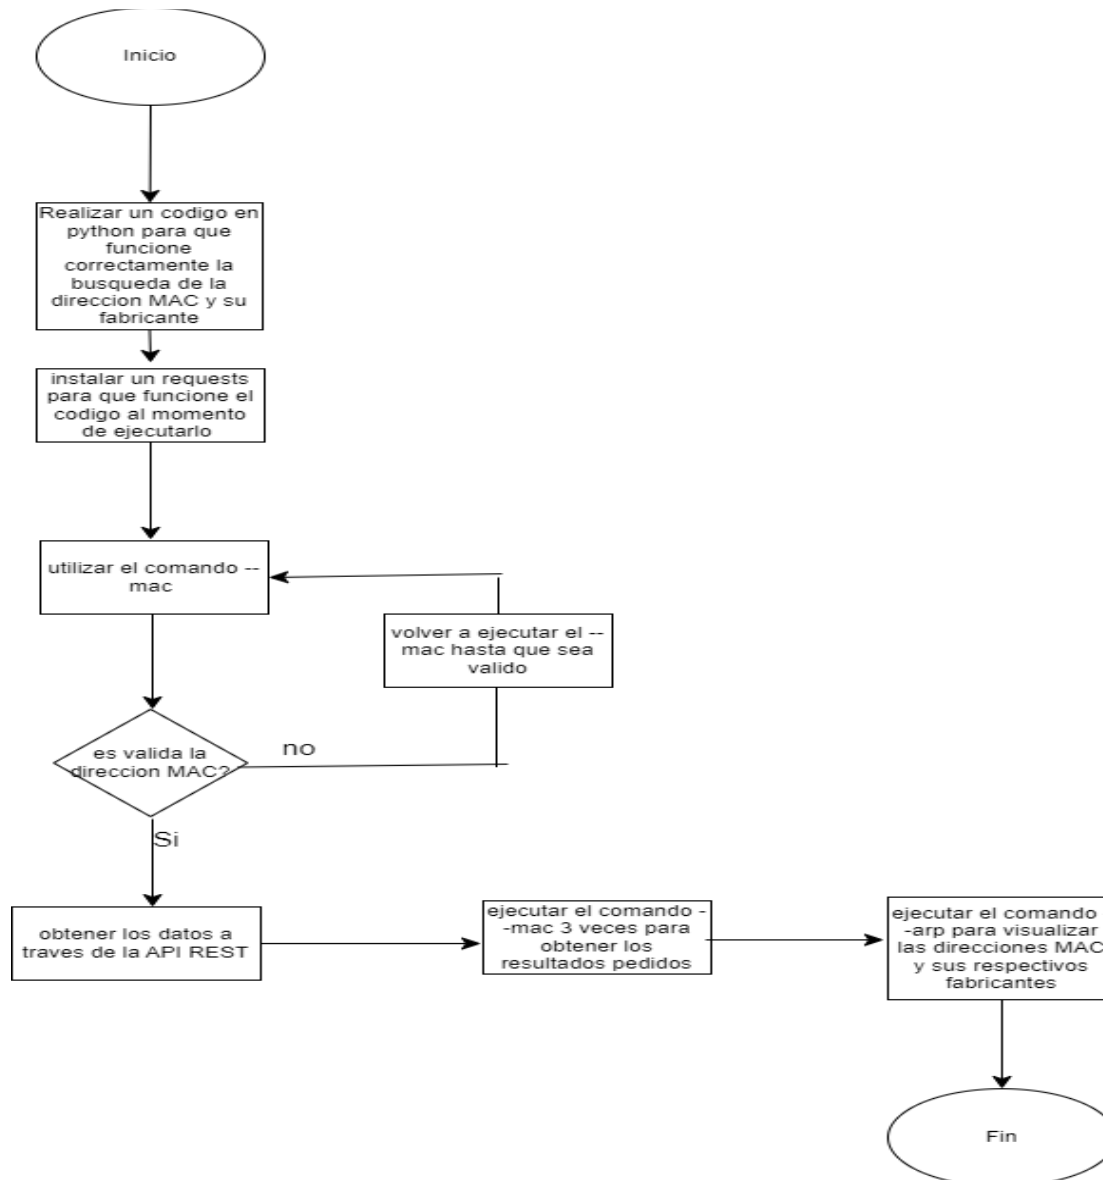 Inicio
Realizar un codigo en
python para que
funcione
correctamente la
busqueda de la
direccion MAC y su
fabricante
instalar un requests
para que funcione el
codigo al momento
de ejecutarlo
utilizar el comando --
mac
volver a ejecutar el --
mac hasta que sea
valido
es valida la
direccion MAC?
no
Si
obtener los datos a
traves de la API REST
ejecutar el comando -
-mac 3 veces para
obtener los
resultados pedidos
ejecutar el comando
-arp para visualizar
las direcciones MAC
y sus respectivos
fabricantes
Fin